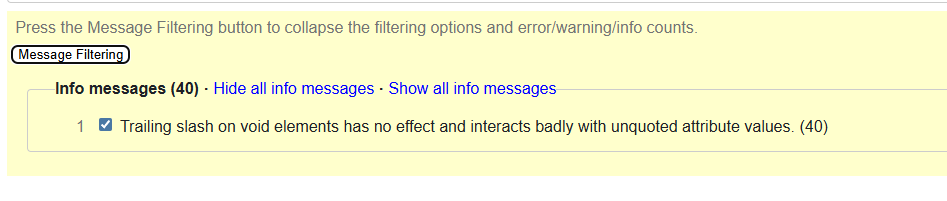 Press the Message Filtering button to collapse the filtering options and error/warning/info counts.
Message Filtering
Info messages (40) · Hide all info messages · Show all info messages
1 Trailing slash on void elements has no effect and interacts badly with unquoted attribute values. (40)